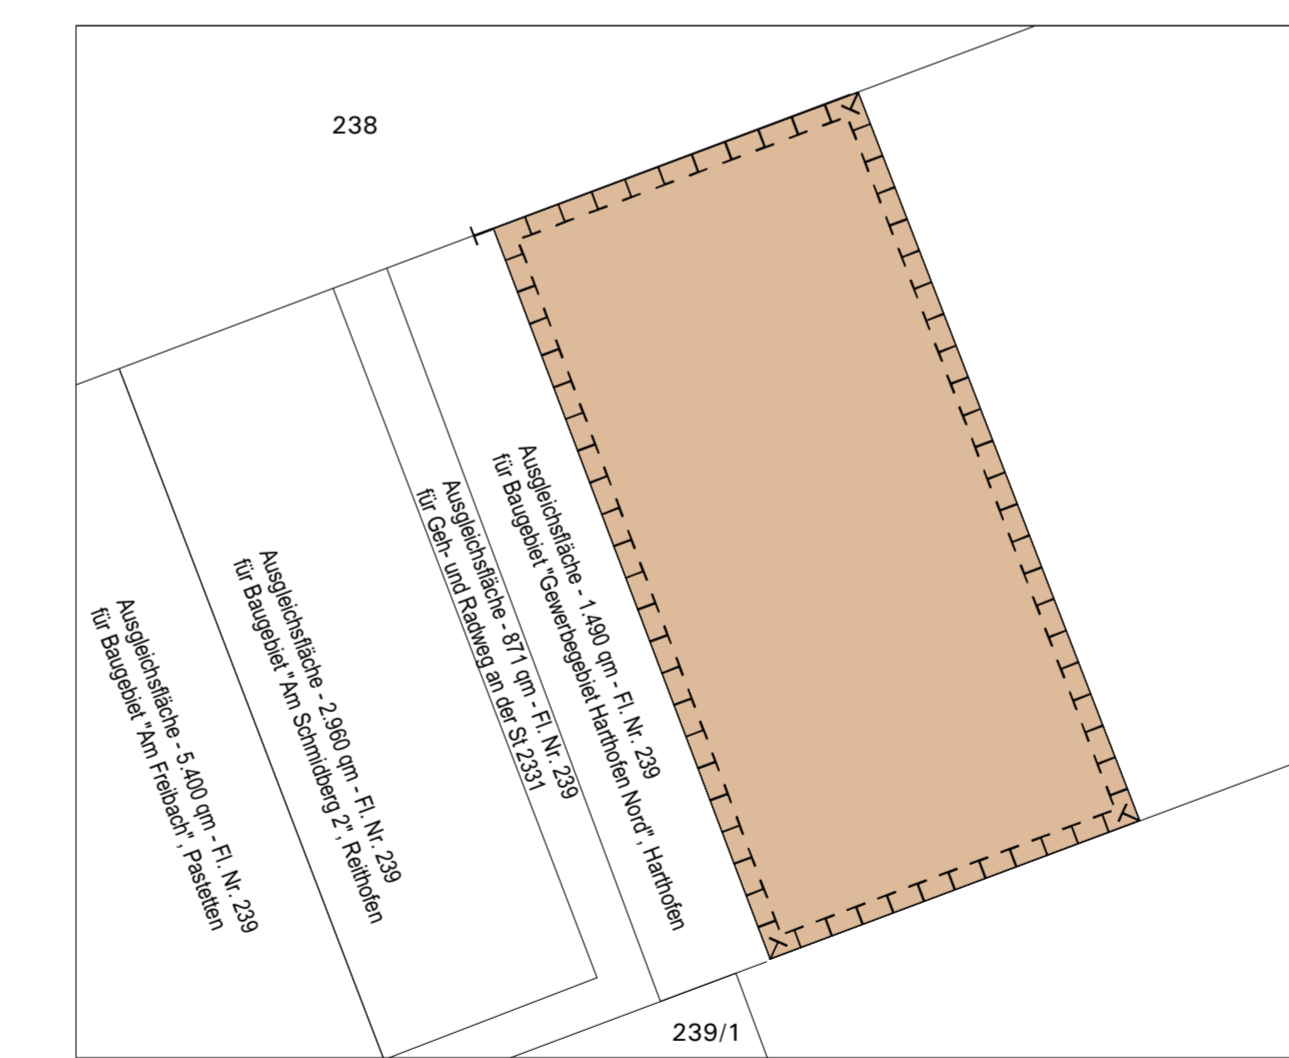 238
Ausgleichsfläche - 5.400 qm - Fl. Nr. 239
für Baugebiet "Am Freibach", Pastetten
Ausgleichsfläche - 2.960 qm - Fl. Nr. 239
für Baugebiet "Am Schmidberg 2", Reithofen
Ausgleichsfläche - 871 qm - Fl. Nr. 239
für Geh- und Radweg an der St 2331
Ausgleichsfläche - 1.490 qm - Fl. Nr. 239
für Baugebiet "Gewerbegebiet Harthofen Nord", Harthofen
239/1